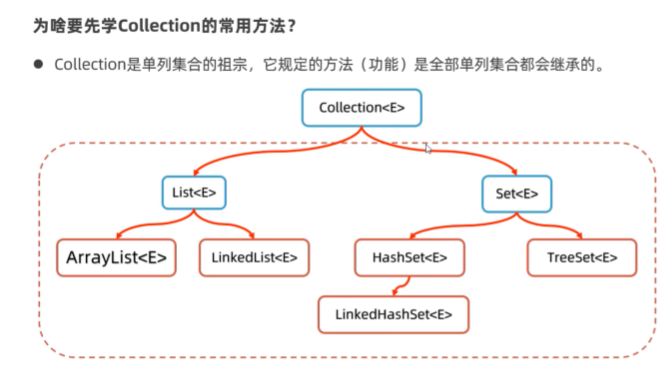 为啥要先学Collection的常用方法？
● Collection是单列集合的祖宗，它规定的方法（功能）是全部单列集合都会继承的。
Collection<E>
List<E>
Set<E>
ArrayList<E>
LinkedList<E>
HashSet<E>
TreeSet<E>
LinkedHashSet<E>